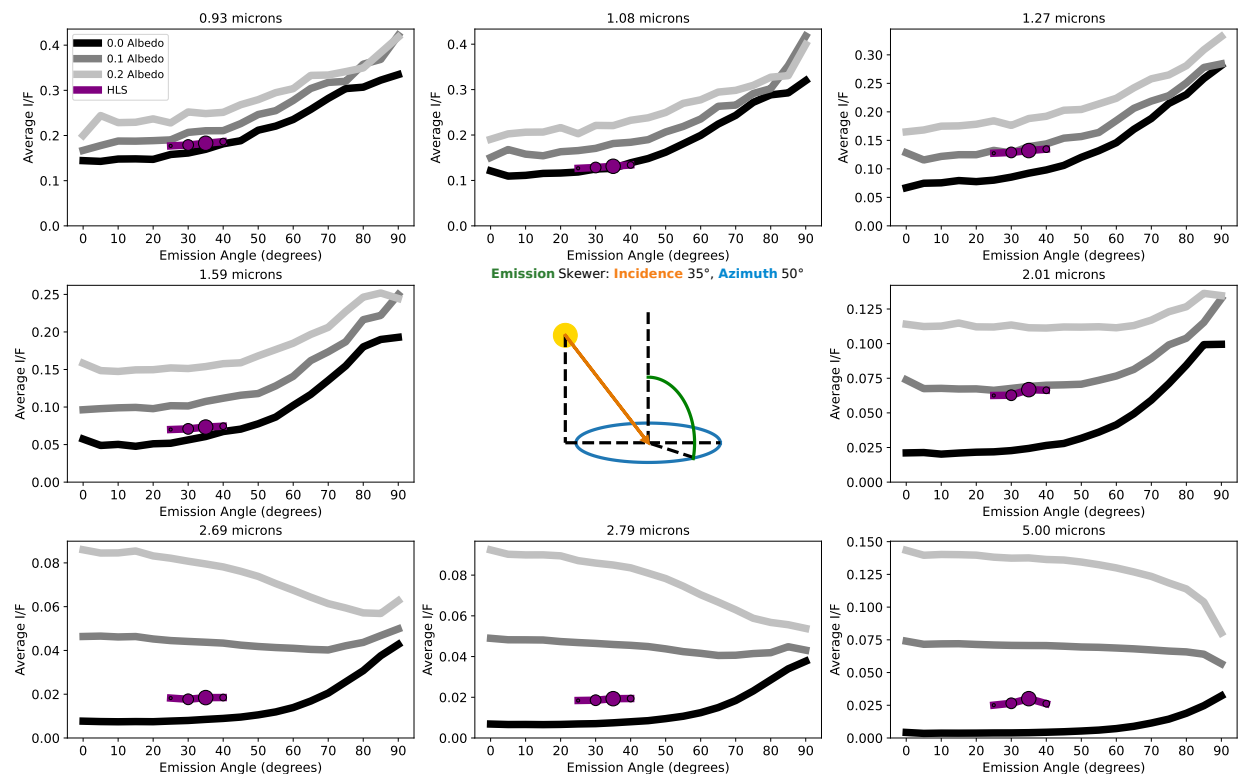 0.93 microns
0.4
0.3
0.2
0.1
0.0
Average I/F
0.0 Albedo
0.1 Albedo
0.2 Albedo
HLS
0 10 20 30 40 50 60 70 80 90
Emission Angle (degrees)
1.08 microns
0.4
0.3
0.2
0.1
0.0
Average I/F
0 10 20 30 40 50 60 70 80 90
Emission Angle (degrees)
1.27 microns
0.30
0.25
0.20
0.15
0.10
0.05
0.00
Average I/F
0 10 20 30 40 50 60 70 80 90
Emission Angle (degrees)
1.59 microns
0.25
0.20
0.15
0.10
0.05
0.00
Average I/F
0 10 20 30 40 50 60 70 80 90
Emission Angle (degrees)
Emission Skewer: Incidence 35°, Azimuth 50°
2.01 microns
0.125
0.100
0.075
0.050
0.025
0.000
Average I/F
0 10 20 30 40 50 60 70 80 90
Emission Angle (degrees)
2.69 microns
0.08
0.06
0.04
0.02
0.00
Average I/F
0 10 20 30 40 50 60 70 80 90
Emission Angle (degrees)
2.79 microns
0.08
0.06
0.04
0.02
0.00
Average I/F
0 10 20 30 40 50 60 70 80 90
Emission Angle (degrees)
5.00 microns
0.150
0.125
0.100
0.075
0.050
0.025
0.000
Average I/F
0 10 20 30 40 50 60 70 80 90
Emission Angle (degrees)